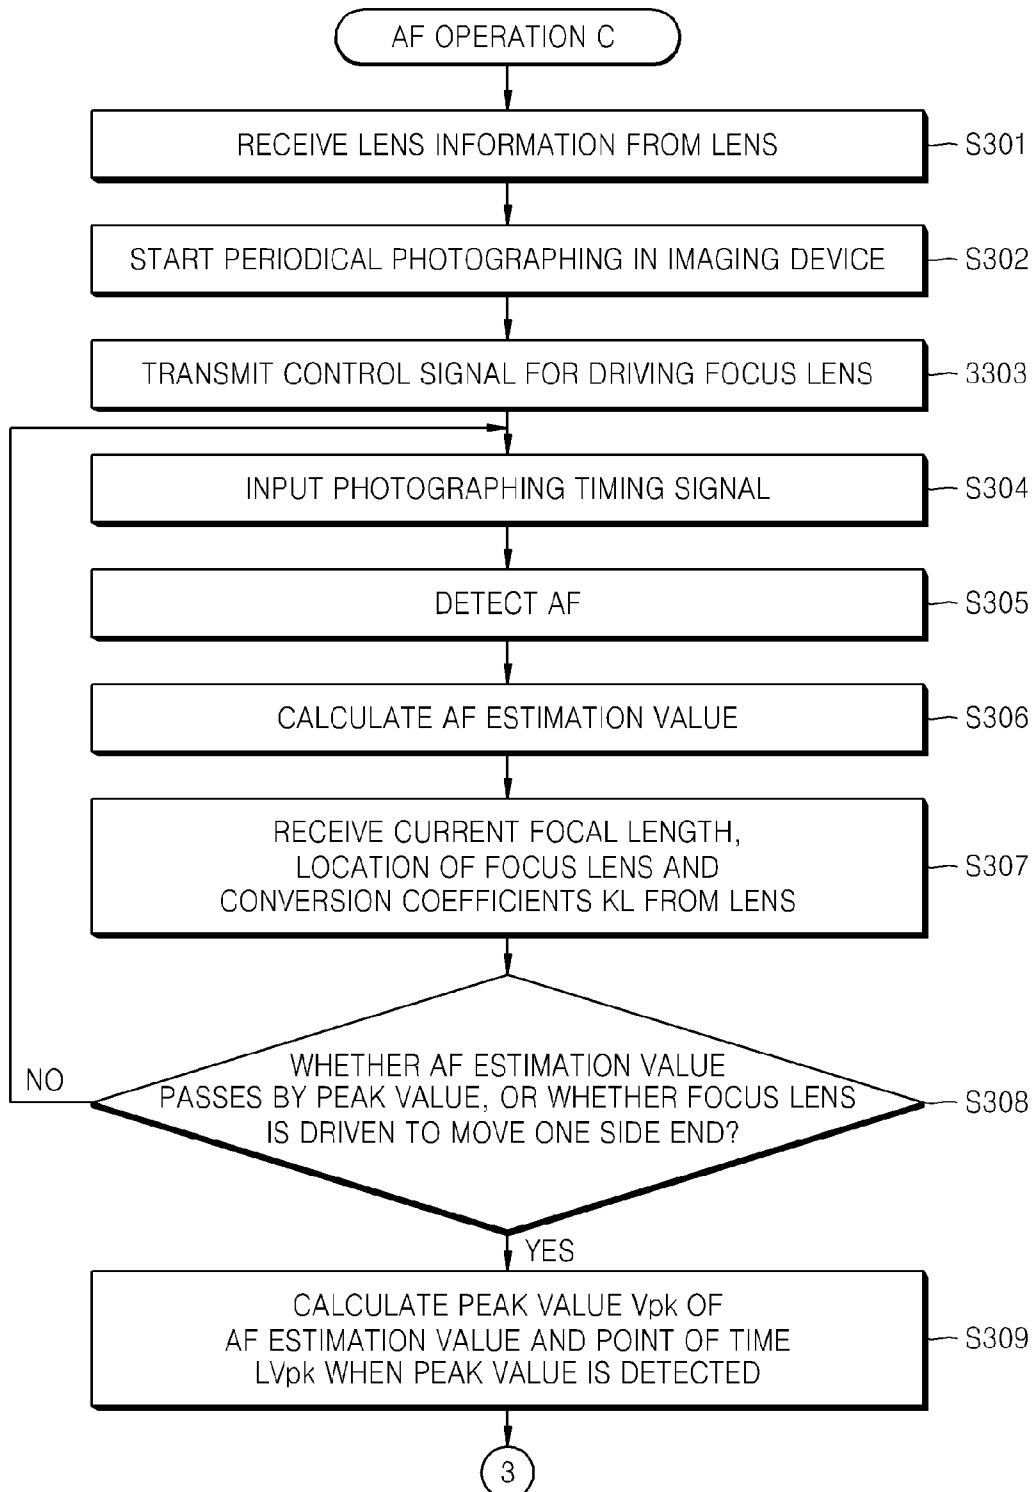 AF OPERATION C
RECEIVE LENS INFORMATION FROM LENS
S301
START PERIODICAL PHOTOGRAPHING IN IMAGING DEVICE
S302
TRANSMIT CONTROL SIGNAL FOR DRIVING FOCUS LENS
3303
INPUT PHOTOGRAPHING TIMING SIGNAL
S304
DETECT AF
S305
CALCULATE AF ESTIMATION VALUE
S306
RECEIVE CURRENT FOCAL LENGTH,
LOCATION OF FOCUS LENS AND
CONVERSION COEFFICIENTS KL FROM LENS
S307
WHETHER AF ESTIMATION VALUE
PASSES BY PEAK VALUE, OR WHETHER FOCUS LENS
IS DRIVEN TO MOVE ONE SIDE END?
S308
NO
YES
CALCULATE PEAK VALUE Vpk OF
AF ESTIMATION VALUE AND POINT OF TIME
LVpk WHEN PEAK VALUE IS DETECTED
S309
3